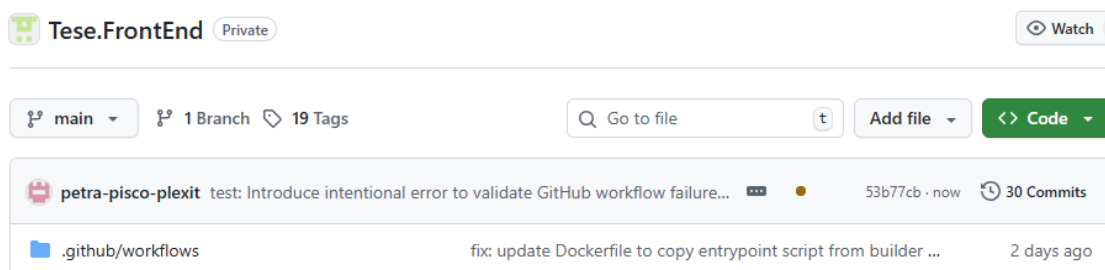 Tese.FrontEnd Private Watch
main 1 Branch 19 Tags Go to file t Add file <> Code
petra-pisco-plexit test: Introduce intentional error to validate GitHub workflow failure... 53b77cb · now 30 Commits
.github/workflows fix: update Dockerfile to copy entrypoint script from builder ... 2 days ago